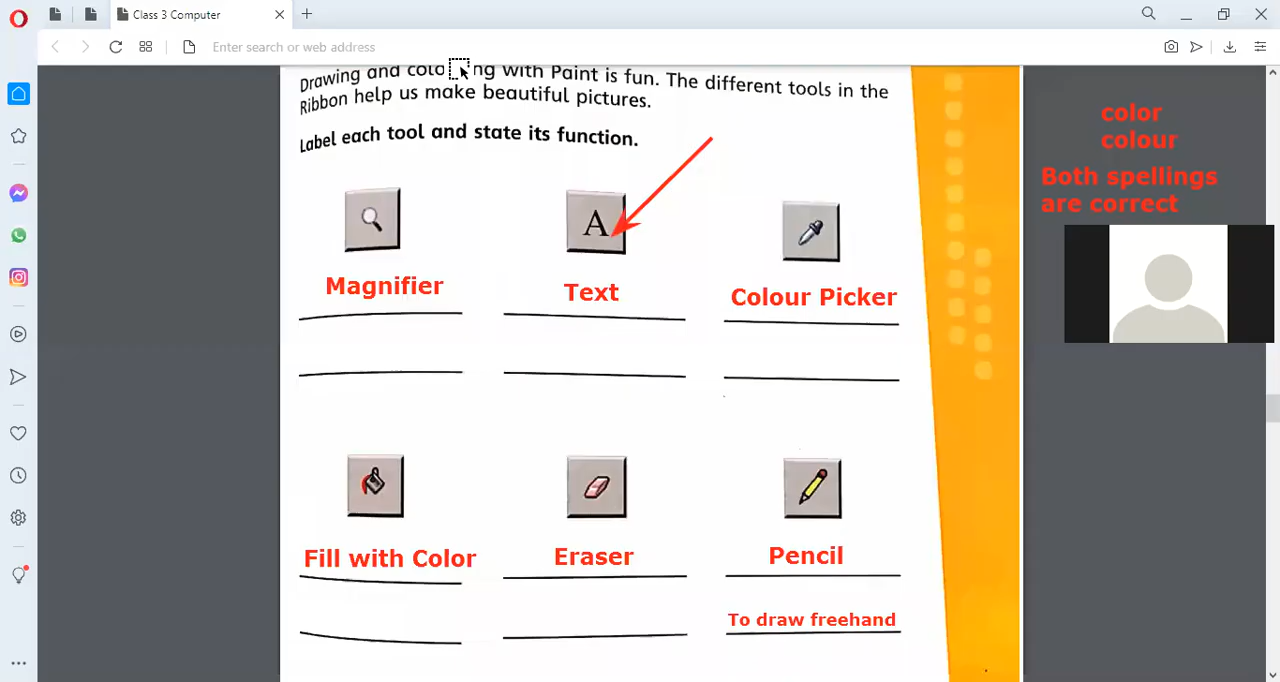 Class 3 Computer
Enter search or web address
Drawing and colo ng with Paint is fun. The different tools in the
Ribbon help us make beautiful pictures.
Label each tool and state its function.
color
colour
Both spellings
are correct
A
Magnifier
Text
Colour Picker
Fill with Color
Eraser
Pencil
To draw freehand